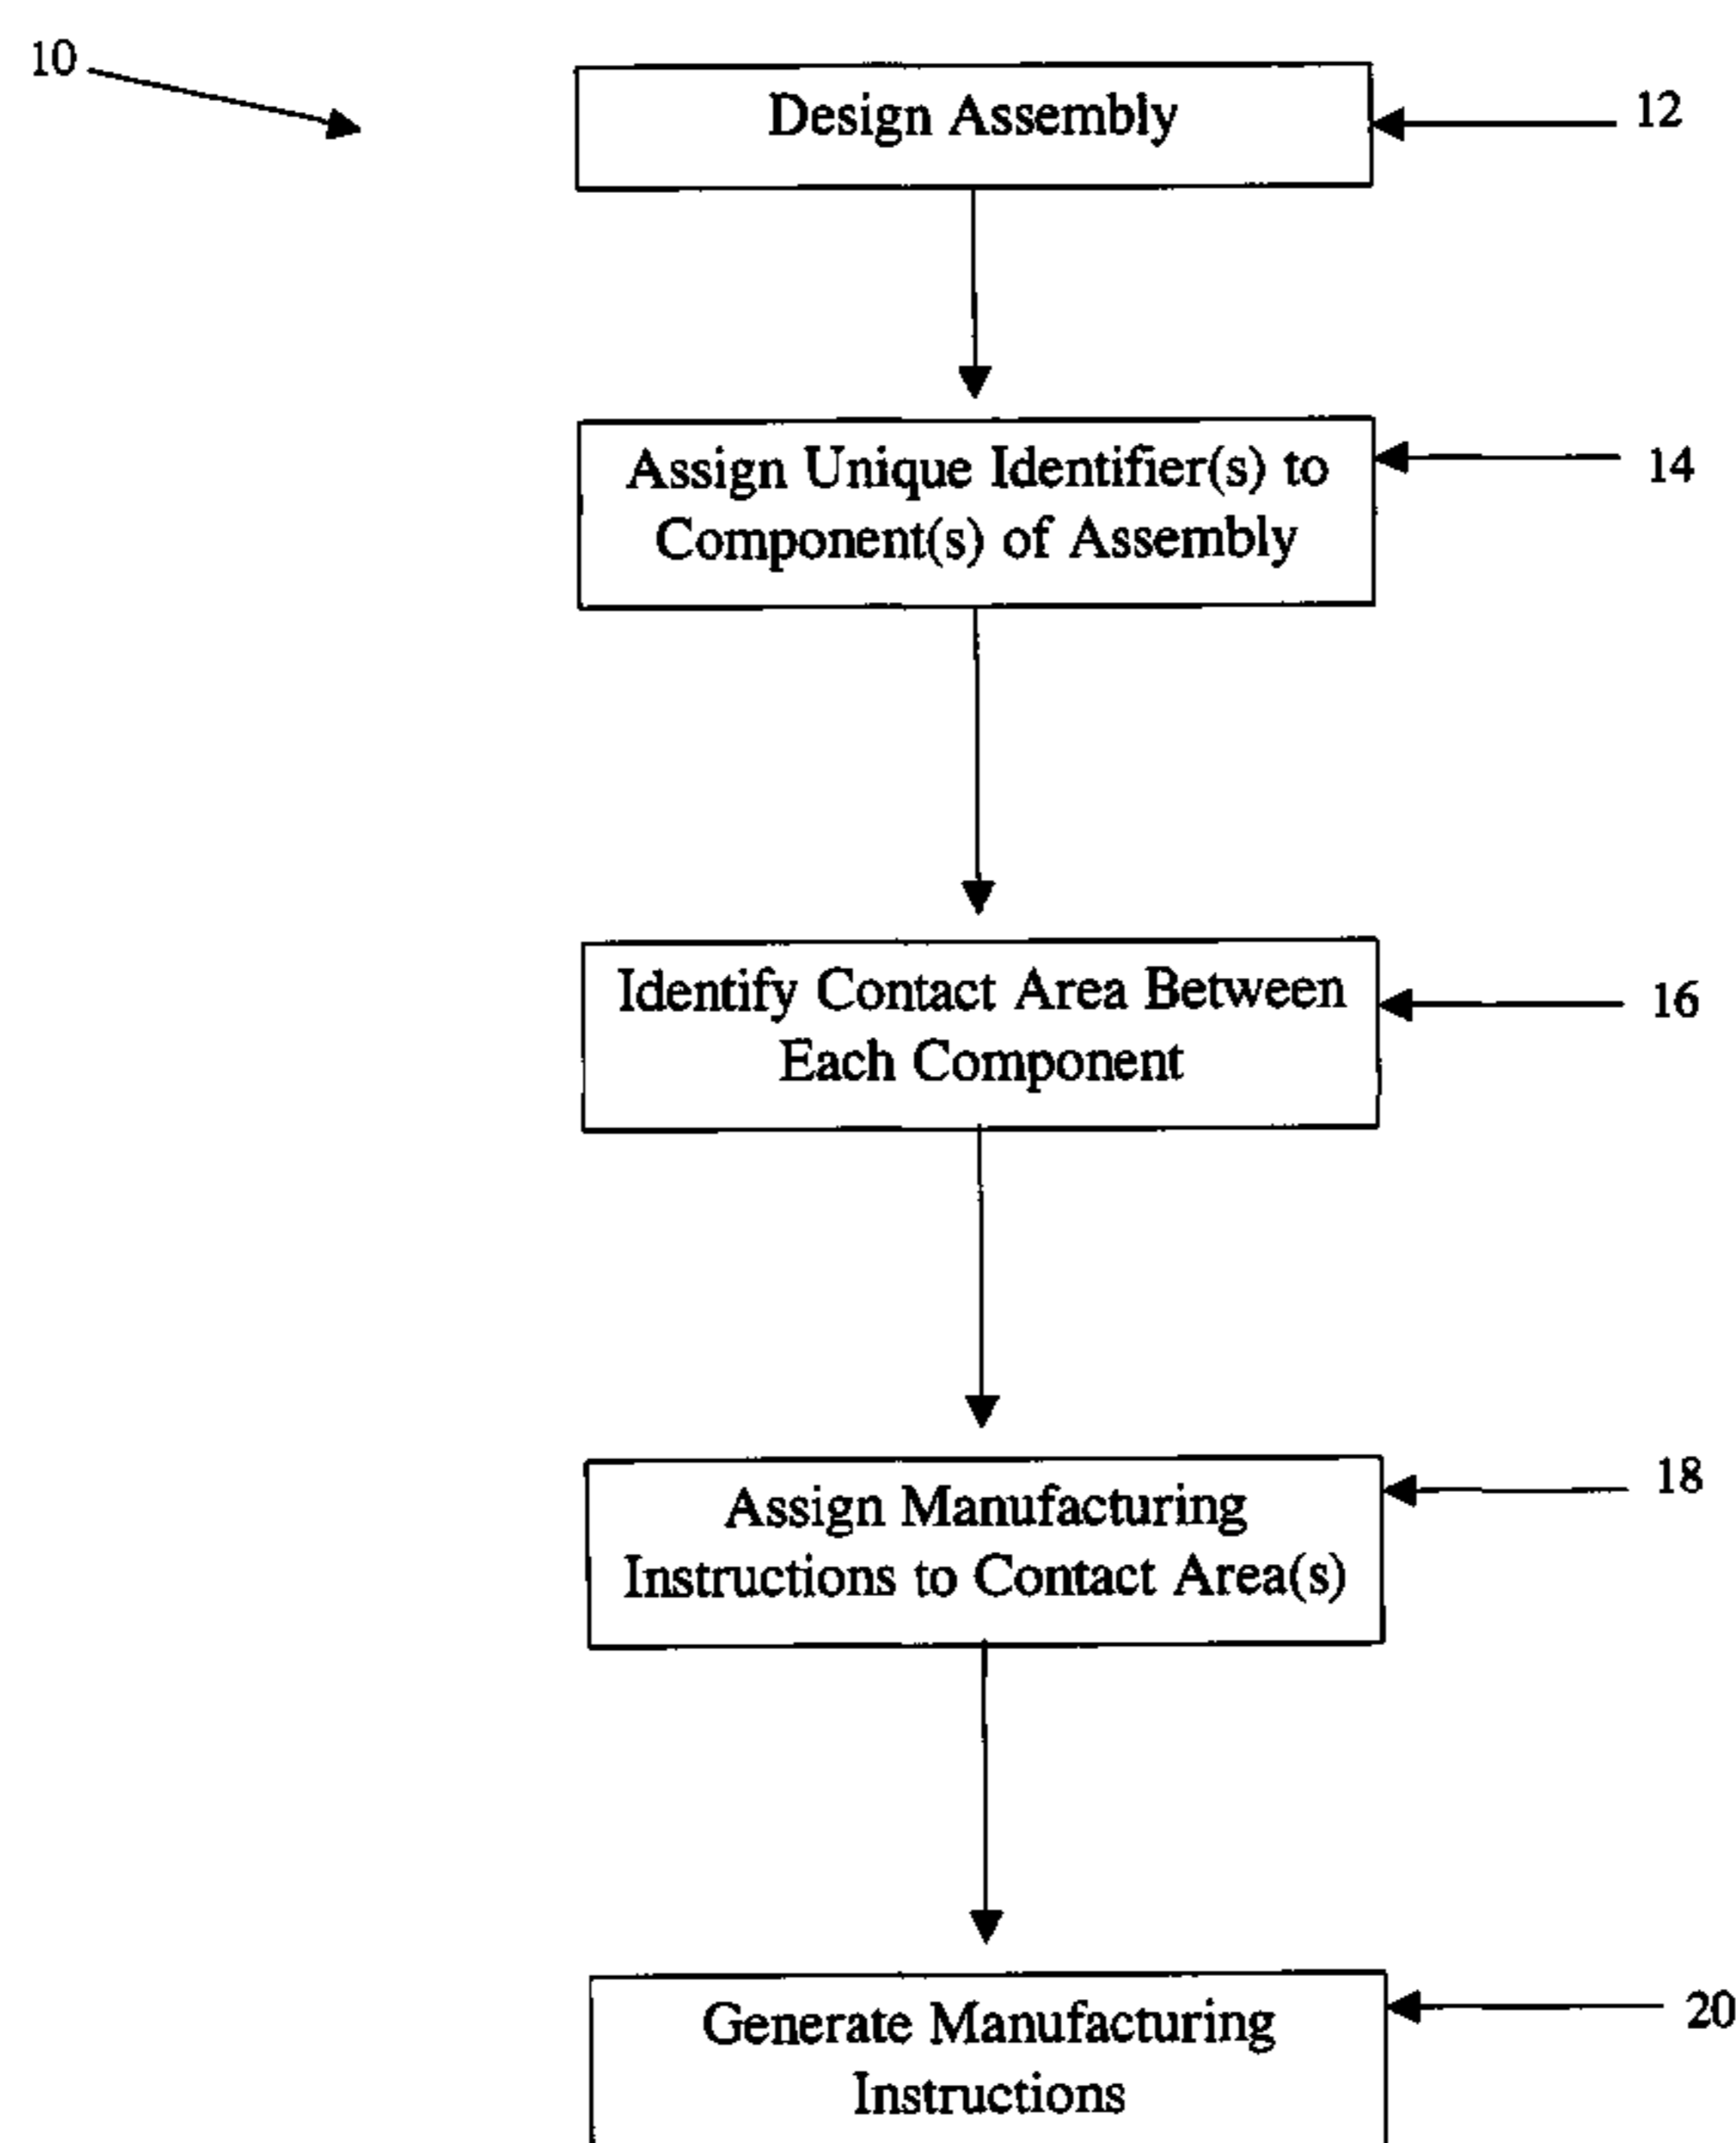 10
Design Assembly
12
Assign Unique Identifier(s) to
Component(s) of Assembly
14
Identify Contact Area Between
Each Component
16
Assign Manufacturing
Instructions to Contact Area(s)
18
Generate Manufacturing
Instructions
20